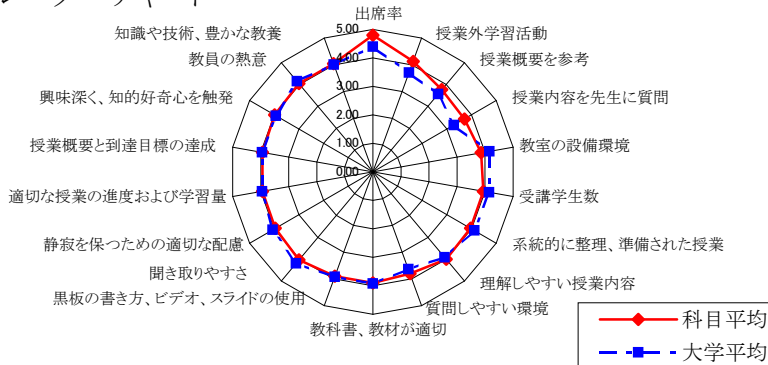 出席率
授業外学習活動
授業概要を参考
授業内容を先生に質問
教室の設備環境
受講学生数
系統的に整理、準備された授業
理解しやすい授業内容
質問しやすい環境
教科書、教材が適切
黒板の書き方、ビデオ、スライドの使用
聞き取りやすさ
静寂を保つための適切な配慮
適切な授業の進度および学習量
授業概要と到達目標の達成
興味深く、知的好奇心を触発
教員の熱意
知識や技術、豊かな教養
5.00
4.00
3.00
2.00
1.00
0.00
科目平均
大学平均